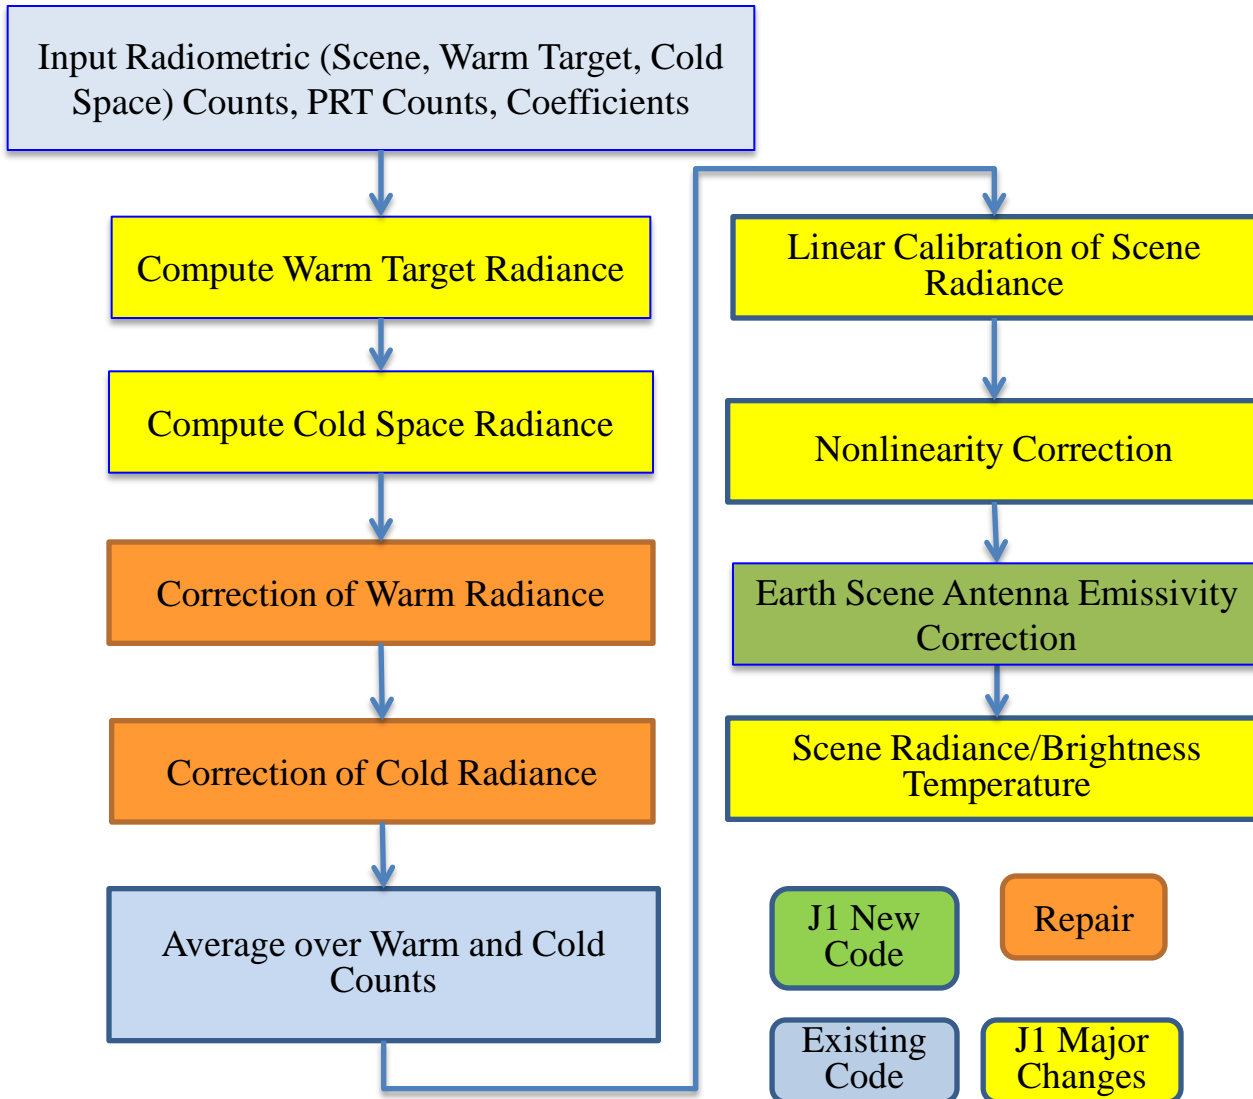 Input Radiometric (Scene, Warm Target, Cold
Space) Counts, PRT Counts, Coefficients
Compute Warm Target Radiance
Compute Cold Space Radiance
Correction of Warm Radiance
Correction of Cold Radiance
Average over Warm and Cold
Counts
Linear Calibration of Scene
Radiance
Nonlinearity Correction
Earth Scene Antenna Emissivity
Correction
Scene Radiance/Brightness
Temperature
J1 New
Code
Repair
Existing
Code
J1 Major
Changes